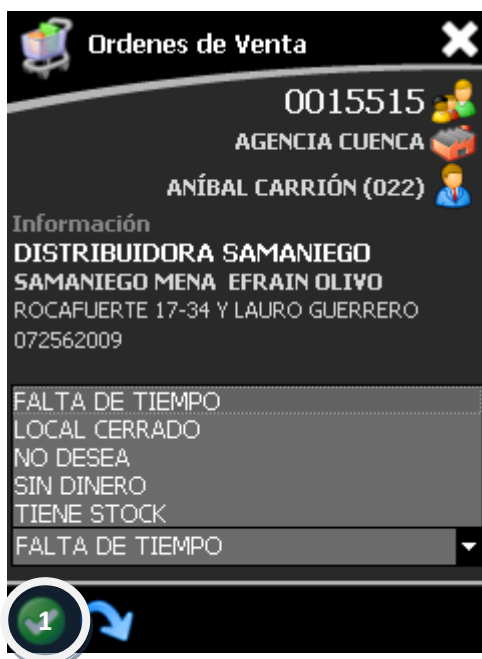 Ordenes de Venta
0015515
AGENCIA CUENCA
ANÍBAL CARRIÓN (022)
Información
DISTRIBUIDORA SAMANIEGO
SAMANIEGO MENA EFRAIN OLIVO
ROCAFUERTE 17-34 Y LAURO GUERRERO
072562009
FALTA DE TIEMPO
LOCAL CERRADO
NO DESEA
SIN DINERO
TIENE STOCK
FALTA DE TIEMPO
1